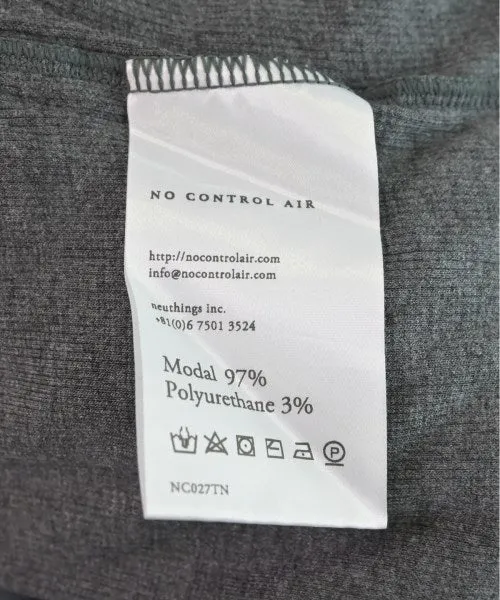 NO CONTROL AIR
http://nocontrolair.com
info@nocontrolair.com
neuthings inc.
+81(0)6 7501 3524
Modal 97%
Polyurethane 3%
P
NC027TN